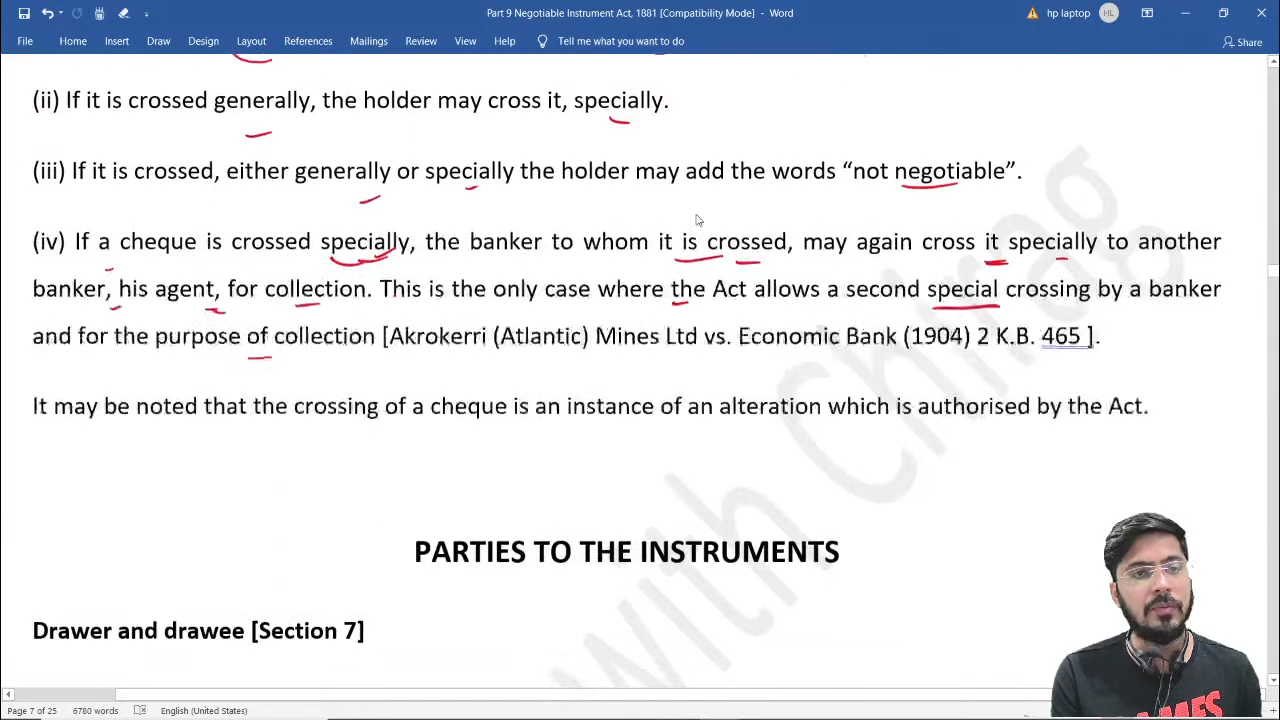 Part 9 Negotiable Instrument Act, 1881 [Compatibility Mode] - Word
hp laptop
HL
File Home Insert Draw Design Layout References Mailings Review View Help Tell me what you want to do
Share
(ii) If it is crossed generally, the holder may cross it, specially.
(iii) If it is crossed, either generally or specially the holder may add the words “not negotiable”.
(iv) If a cheque is crossed specially, the banker to whom it is crossed, may again cross it specially to another
banker, his agent, for collection. This is the only case where the Act allows a second special crossing by a banker
and for the purpose of collection [Akrokerri (Atlantic) Mines Ltd vs. Economic Bank (1904) 2 K.B. 465 ].
It may be noted that the crossing of a cheque is an instance of an alteration which is authorised by the Act.
with Chirag
PARTIES TO THE INSTRUMENTS
Drawer and drawee [Section 7]
Page 7 of 25 6780 words English (United States)